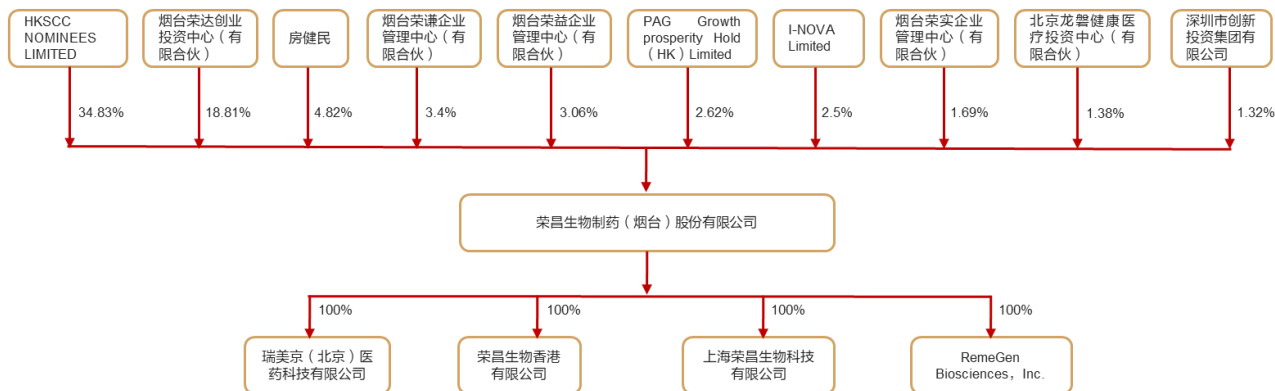 HKSCC
NOMINEES
LIMITED
烟台荣达创业
投资中心（有
限合伙）
房健民
烟台荣谦企业
管理中心（有
限合伙）
烟台荣益企业
管理中心（有
限合伙）
PAG Growth
prosperity Hold
（HK）Limited
I-NOVA
Limited
烟台荣实企业
管理中心（有
限合伙）
北京龙磐健康医
疗投资中心（有
限合伙）
深圳市创新
投资集团有
限公司
34.83%
18.81%
4.82%
3.4%
3.06%
2.62%
2.5%
1.69%
1.38%
1.32%
荣昌生物制药（烟台）股份有限公司
100%
100%
100%
100%
瑞美京（北京）医
药科技有限公司
荣昌生物香港
有限公司
上海荣昌生物科技
有限公司
RemeGen
Biosciences，Inc.